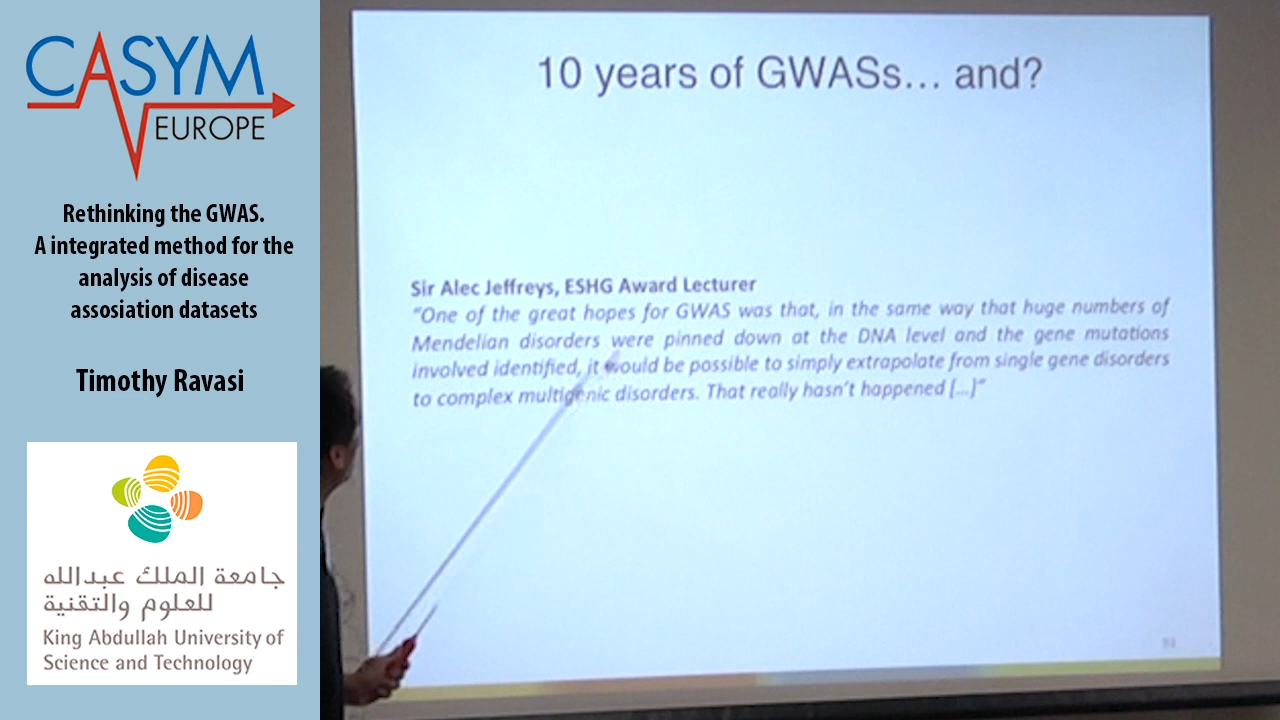 CASYM
EUROPE
Rethinking the GWAS.
A integrated method for the
analysis of disease
assosiation datasets
Timothy Ravasi
جامعة الملك عبدالله
للعلوم والتقنية
King Abdullah University of
Science and Technology
10 years of GWASs... and?
Sir Alec Jeffreys, ESHG Award Lecturer
"One of the great hopes for GWAS was that, in the same way that huge numbers of
Mendelian disorders were pinned down at the DNA level and the gene mutations
involved identified, it would be possible to simply extrapolate from single gene disorders
to complex multigenic disorders. That really hasn't happened [...]"